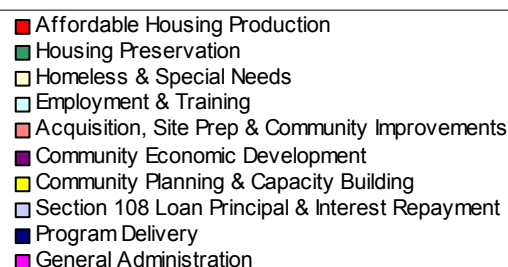 Affordable Housing Production
Housing Preservation
Homeless & Special Needs
Employment & Training
Acquisition, Site Prep & Community Improvements
Community Economic Development
Community Planning & Capacity Building
Section 108 Loan Principal & Interest Repayment
Program Delivery
General Administration